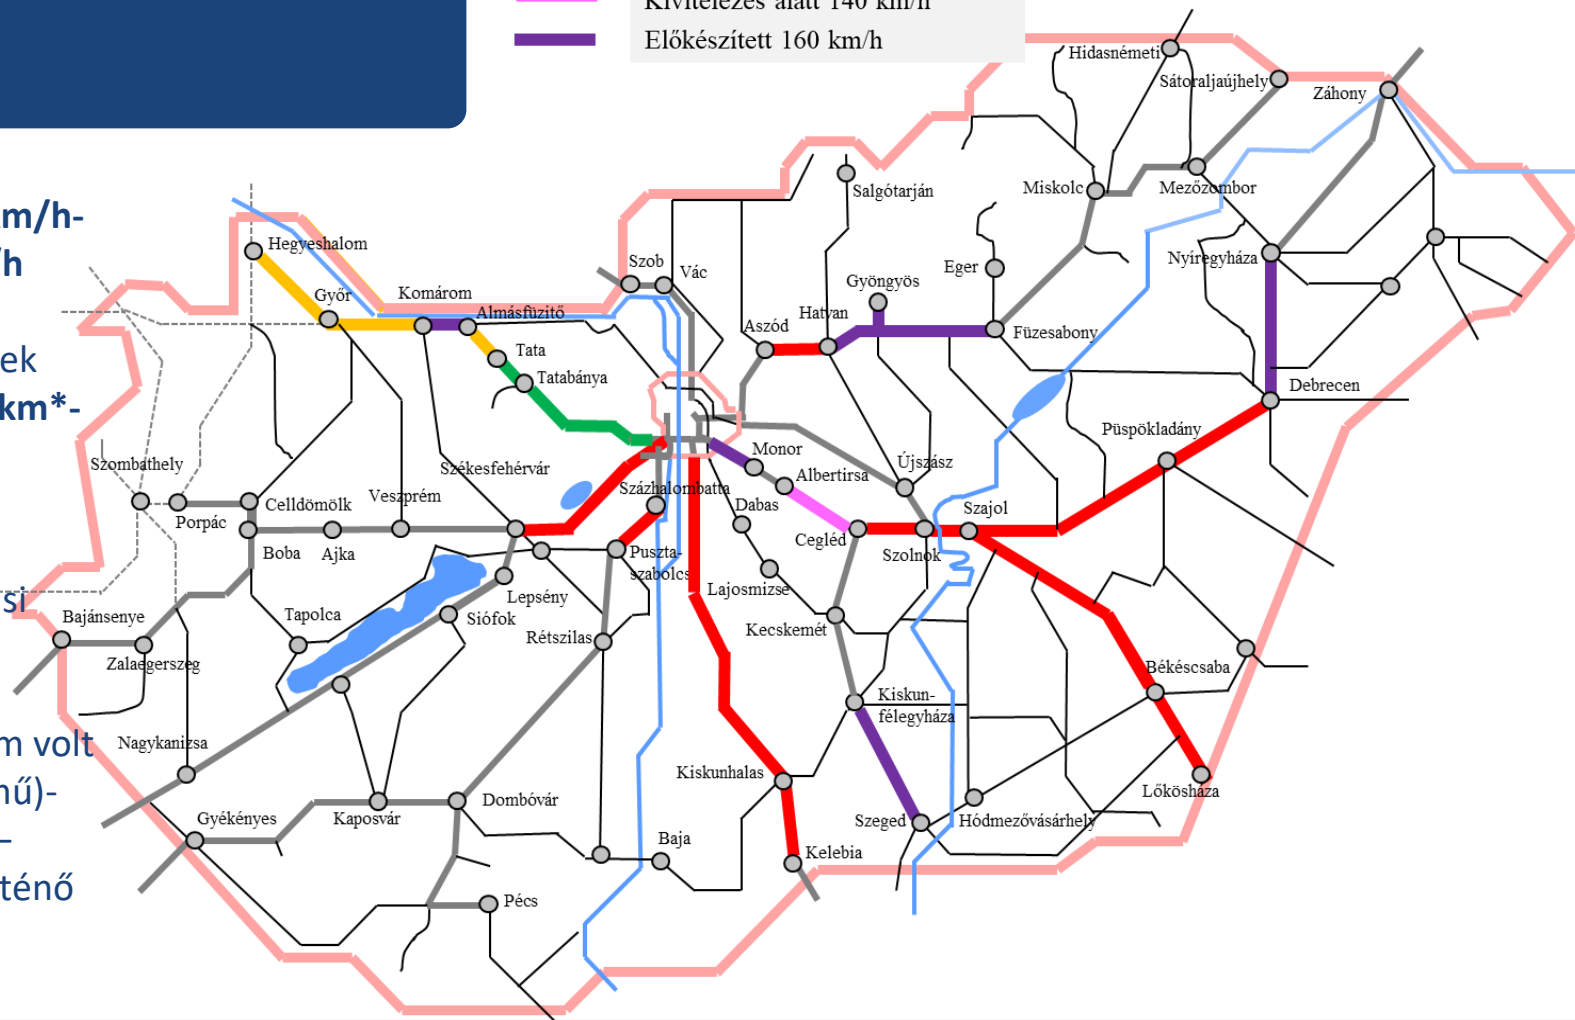 Kivitelezés alatt 140 km/h
Előkészített 160 km/h
km/h-
/h
ek
km*-
si
m volt
nű)-
–
ténő
Hidasnémeti
Sátoraljaújhely
Záhony
Salgótarján
Miskolc
Mezőzombor
Hegyeshalom
Szob
Vác
Eger
Nyíregyháza
Gyöngyös
Győr
Komárom
Almásfüzitő
Hatvan
Aszód
Füzesabony
Tata
Tatabánya
Debrecen
Püspökladány
Monor
Albertirsa
Újszász
Szombathely
Székesfehérvár
Százhalombatta
Celldömölk
Veszprém
Porpác
Dabas
Szajol
Boba
Ajka
Cegléd
Szolnok
Puszta-
szabolcs
Lajosmizse
Lepsény
Bajánsenye
Tapolca
Siófok
Rétszilas
Kecskemét
Zalaegerszeg
Békéscsaba
Kiskun-
félegyháza
Nagykanizsa
Kiskunhalas
Lőkösháza
Gyékényes
Kaposvár
Dombóvár
Szeged
Hódmezővásárhely
Baja
Kelebia
Pécs